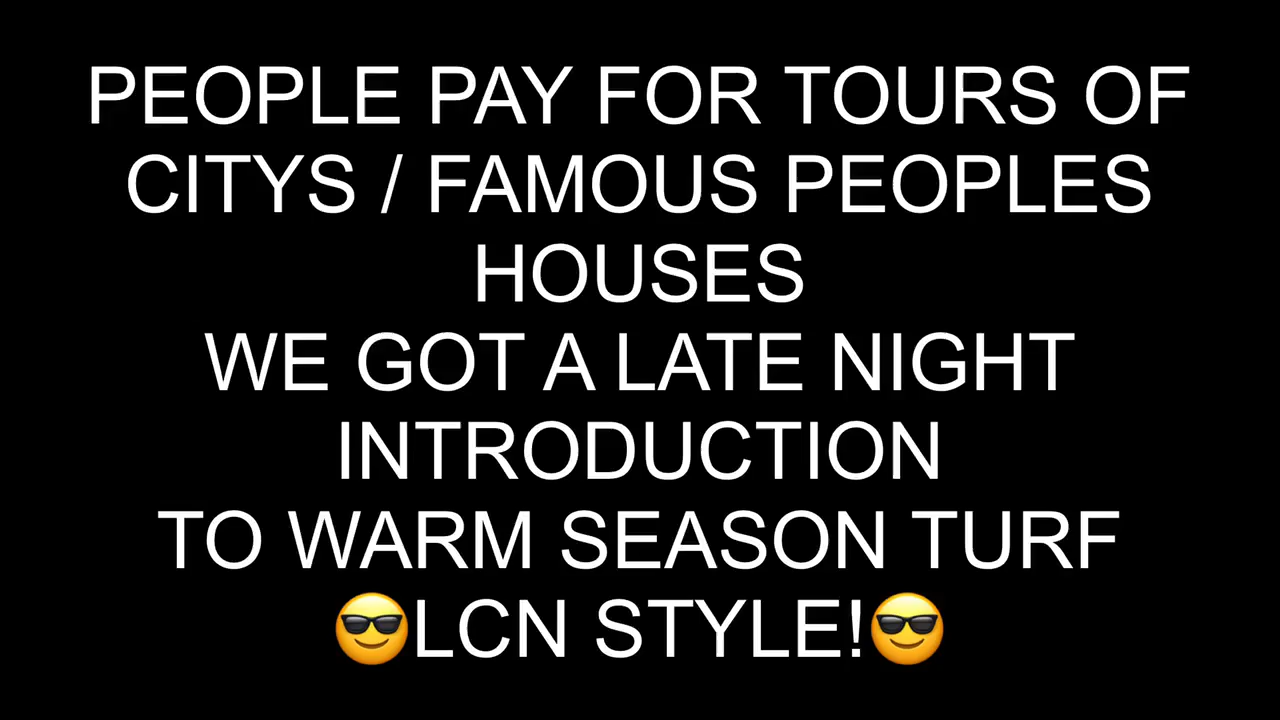 PEOPLE PAY FOR TOURS OF
CITYS / FAMOUS PEOPLES
HOUSES
WE GOT A LATE NIGHT
INTRODUCTION
TO WARM SEASON TURF
😎LCN STYLE!😎